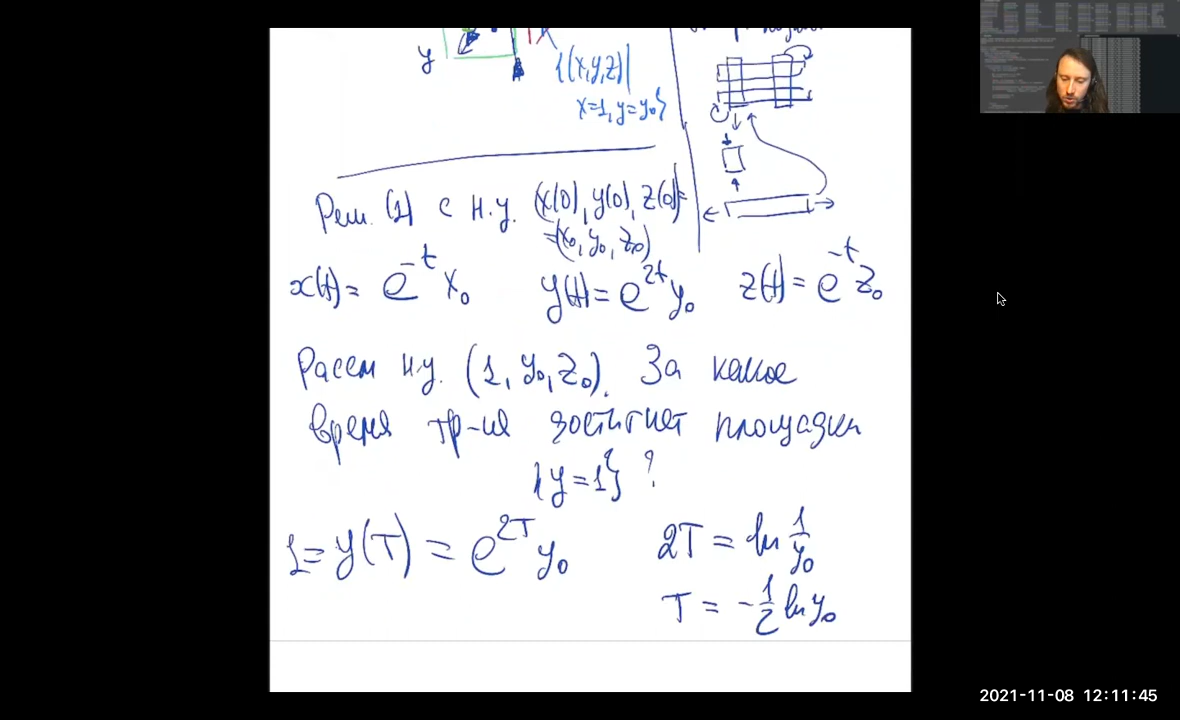 y
{(x,y,z)|
x=1, y=y₀}
Реш. (1) с н.у. (x(0), y(0), z(0))=
=(x₀, y₀, z₀)
x(t)= e^{-t} x₀ y(t)= e^{2t} y₀ z(t)= e^{-t} z₀
Рассм н.у. (1, y₀, z₀). За какое
время тр-ия достигнет площадки
{y=1} ?
1= y(T) = e^{2T} y₀ 2T = ln 1/y₀
T = -1/2 ln y₀
2021-11-08 12:11:45